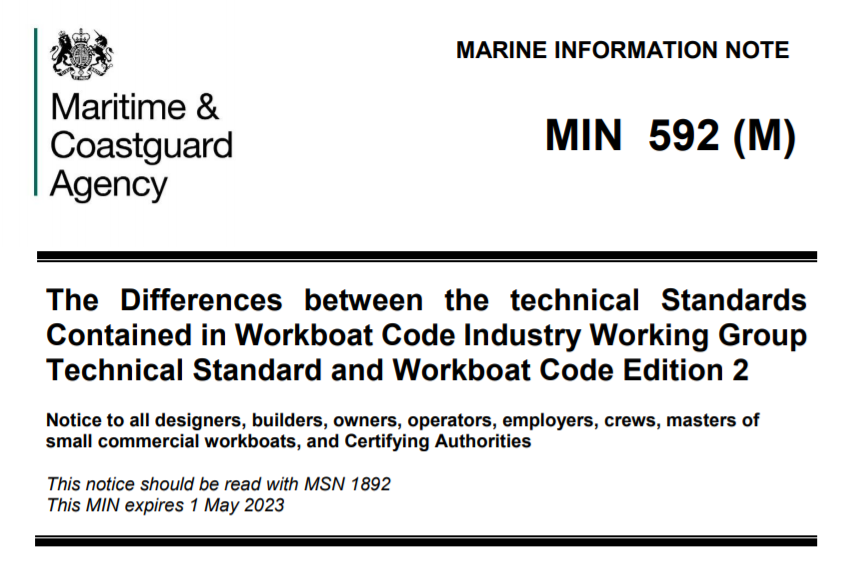 Maritime &
Coastguard
Agency
MARINE INFORMATION NOTE
MIN 592 (M)
The Differences between the technical Standards
Contained in Workboat Code Industry Working Group
Technical Standard and Workboat Code Edition 2
Notice to all designers, builders, owners, operators, employers, crews, masters of
small commercial workboats, and Certifying Authorities
This notice should be read with MSN 1892
This MIN expires 1 May 2023